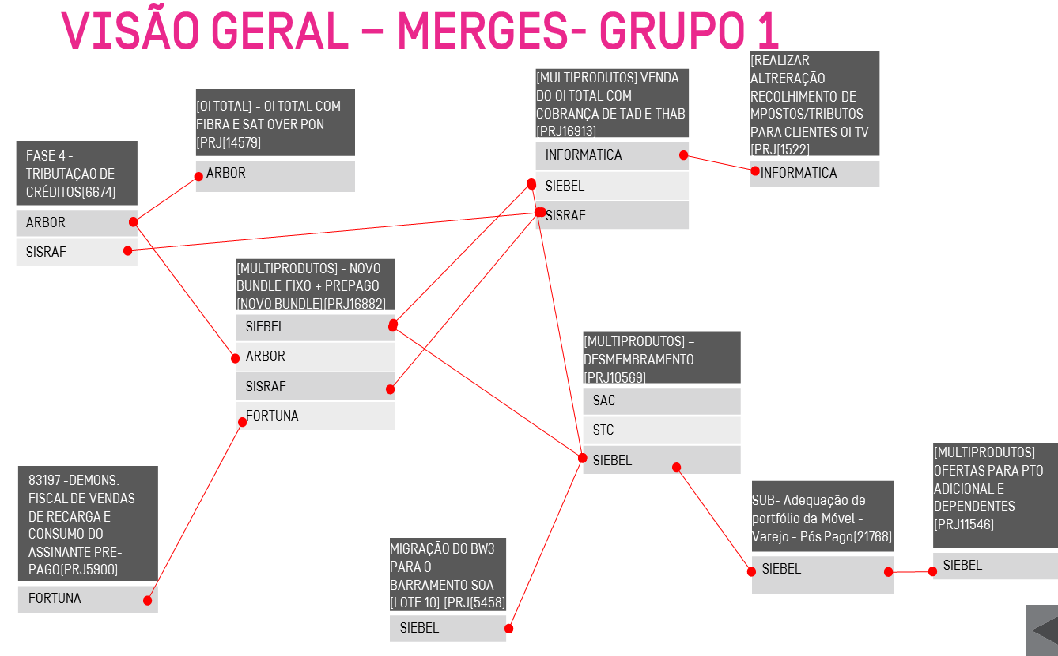 VISÃO GERAL – MERGES- GRUPO 1
[REALIZAR
ALTRERAÇÃO
RECOLHIMENTO DE
MPOSTOS/TRIBUTOS
PARA CLIENTES OI TV
[PRJ[1522]
INFORMATICA
[MULTIPRODUTOS] VENDA
DO OI TOTAL COM
COBRANÇA DE TAD E THAB
[PRJ16913]
INFORMATICA
SIEBEL
SISRAF
[OI TOTAL] - OI TOTAL COM
FIBRA E SAT OVER PON
[PRJ[14579]
ARBOR
FASE 4 -
TRIBUTAÇAO DE
CRÉDITOS[6674]
ARBOR
SISRAF
[MULTIPRODUTOS] - NOVO
BUNDLE FIXO + PREPAGO
[NOVO BUNDLE][PRJ16882]
SIEBEL
ARBOR
SISRAF
FORTUNA
[MULTIPRODUTOS] –
DESMEMBRAMENTO
[PRJ10569]
SAC
STC
SIEBEL
83197 -DEMONS.
FISCAL DE VENDAS
DE RECARGA E
CONSUMO DO
ASSINANTE PRE-
PAGO[PRJ5900]
FORTUNA
MIGRAÇÃO DO BW3
PARA O
BARRAMENTO SOA
[LOTE 10] [PRJ[5458]
SIEBEL
SUB- Adequação de
portfólio da Móvel -
Varejo - Pós Pago[21768]
SIEBEL
[MULTIPRODUTOS]
OFERTAS PARA PTO
ADICIONAL E
DEPENDENTES
[PRJ11546]
SIEBEL